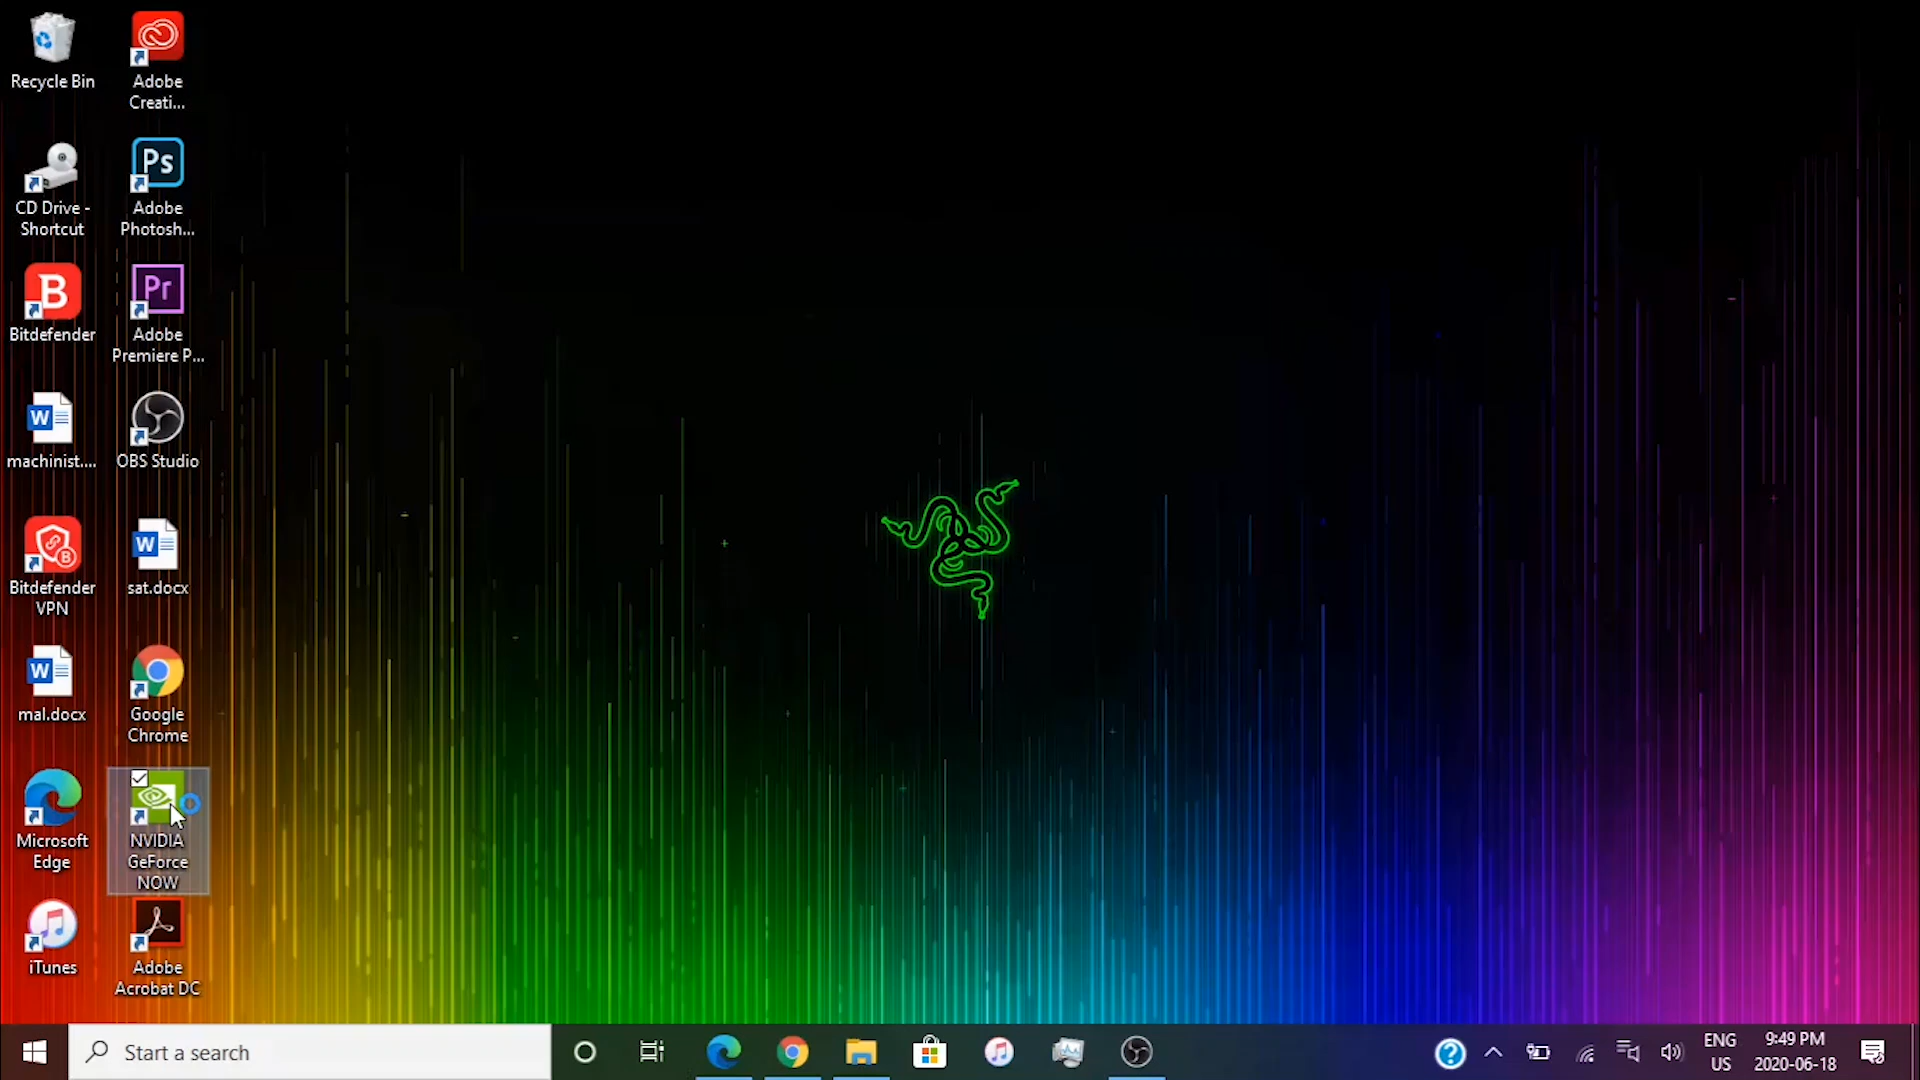 Recycle Bin
Adobe
Creati...
CD Drive -
Shortcut
Ps
Adobe
Photosh...
B
Bitdefender
Pr
Adobe
Premiere P...
W
machinist....
OBS Studio
B
Bitdefender
VPN
W
sat.docx
W
mal.docx
Google
Chrome
Microsoft
Edge
NVIDIA
GeForce
NOW
iTunes
Adobe
Acrobat DC
Start a search
?
ENG
US
9:49 PM
2020-06-18